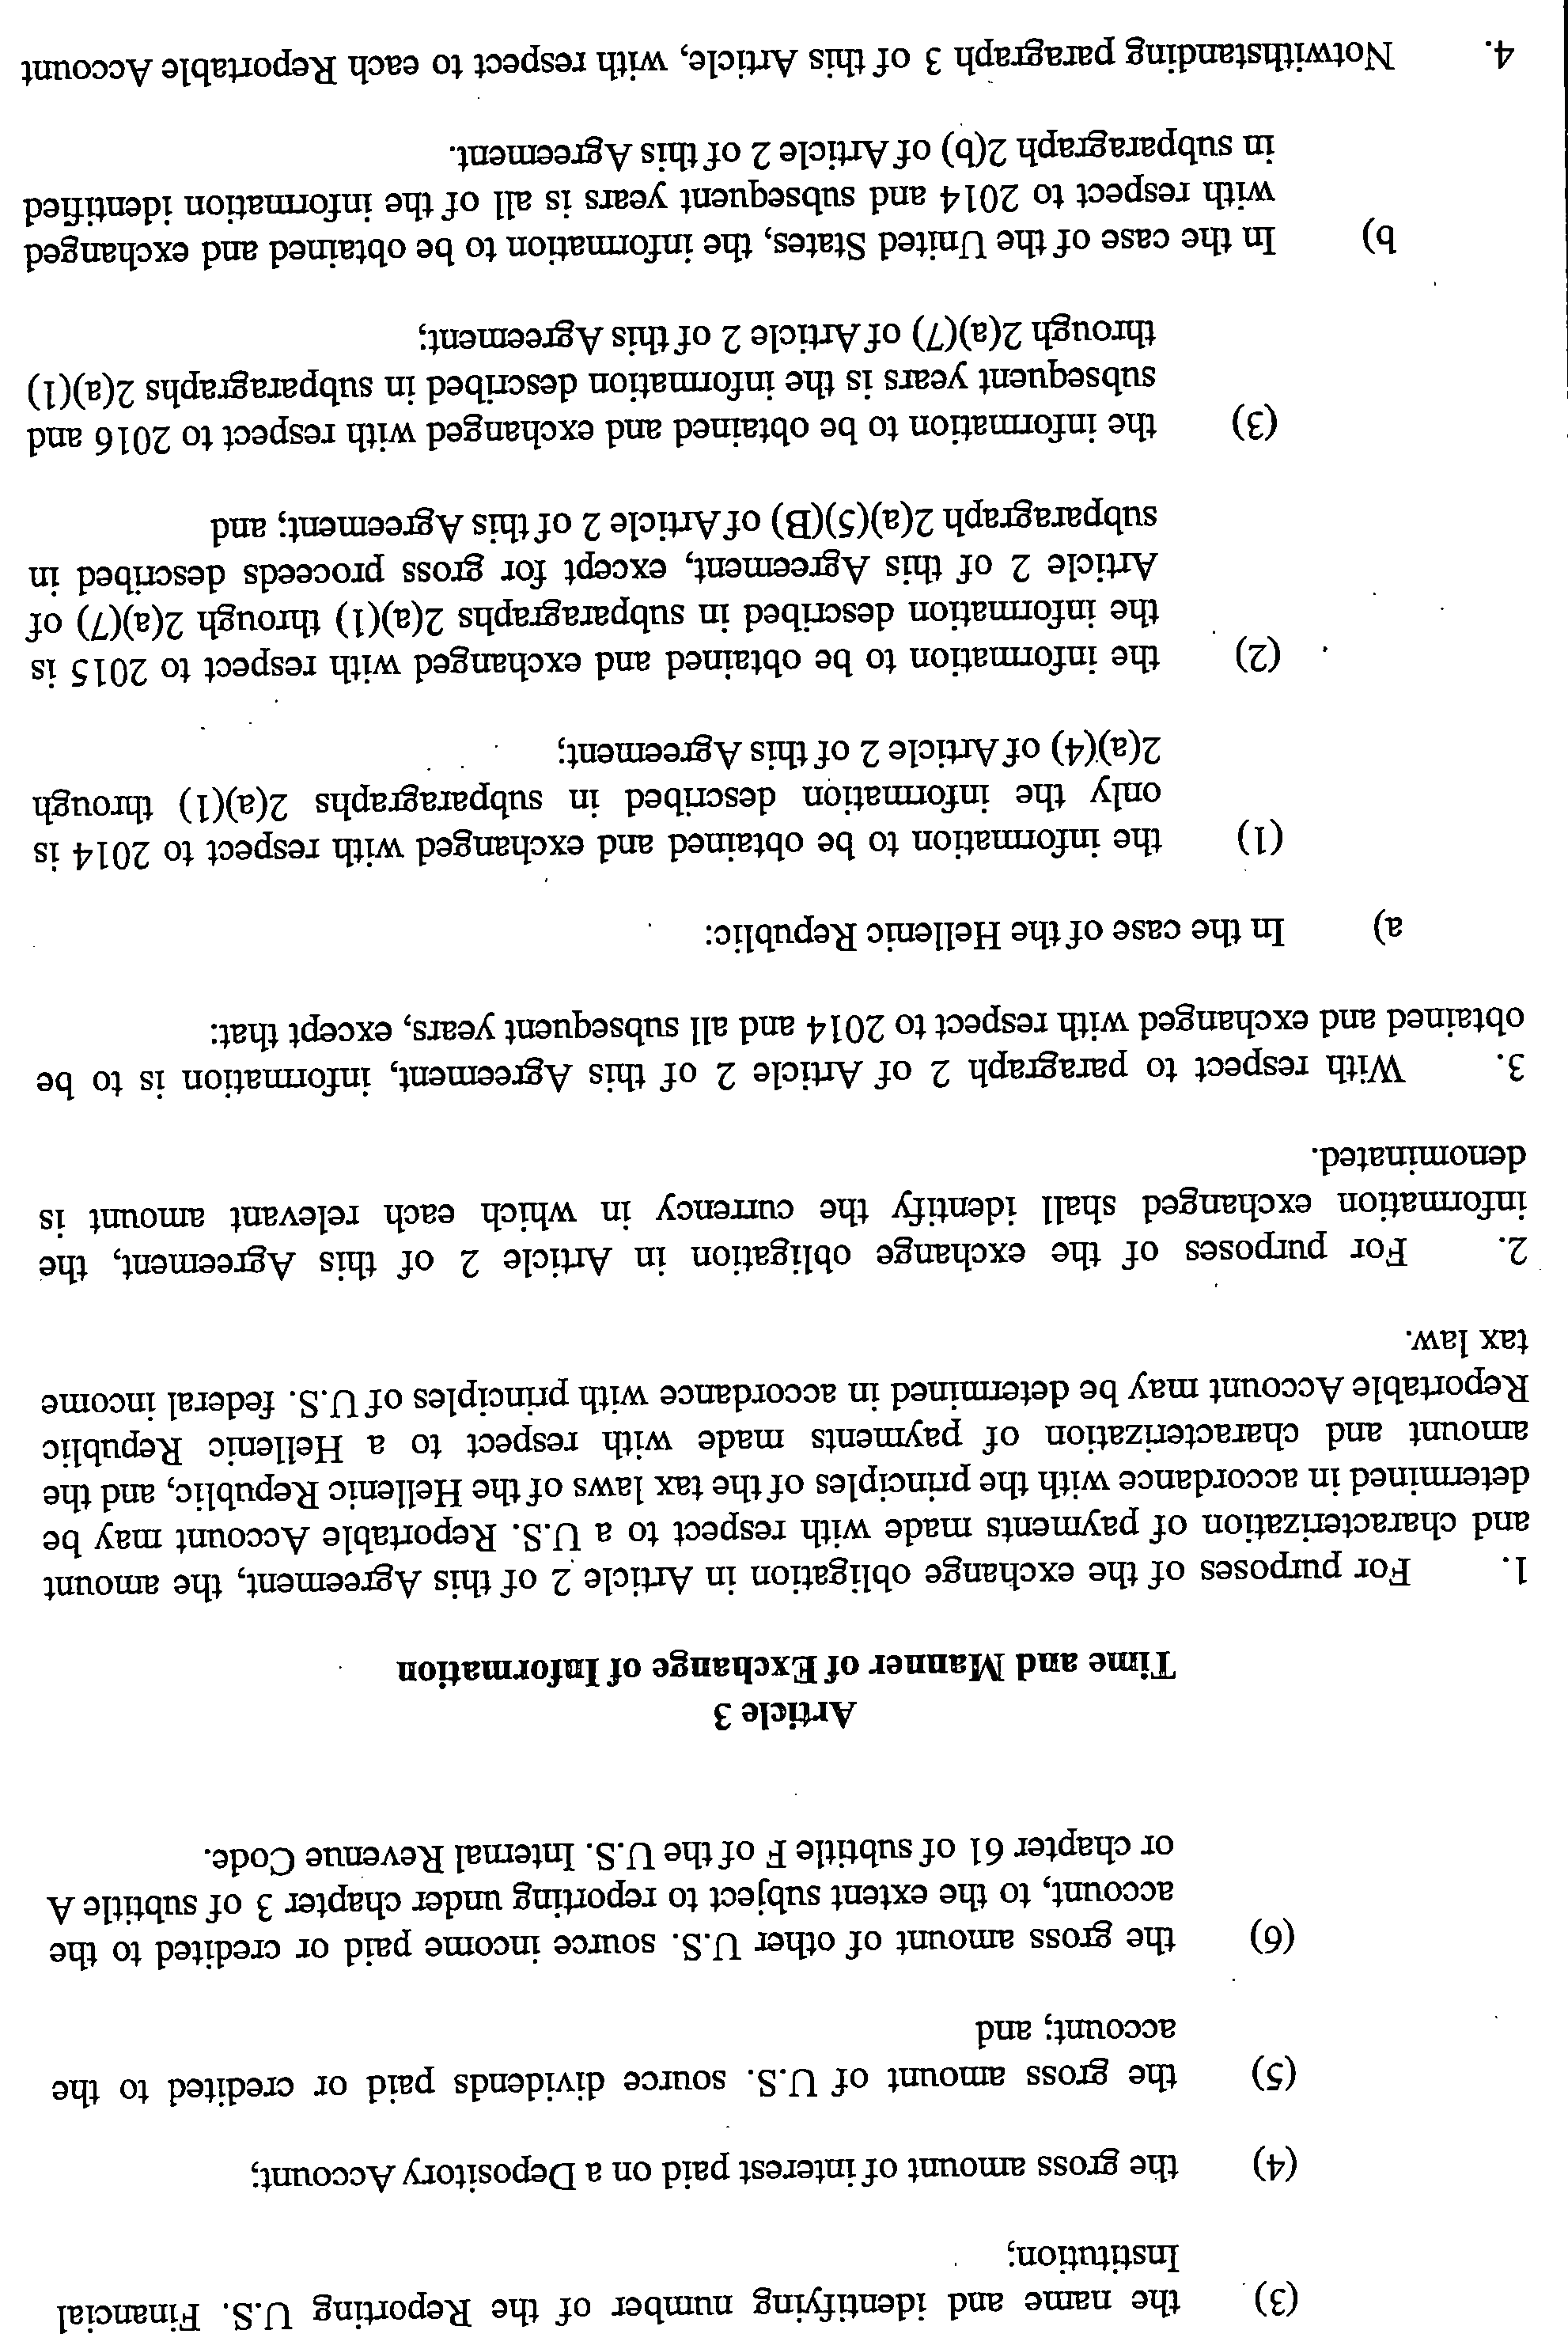 (3) the name and identifying number of the Reporting U.S. Financial
Institution;
(4) the gross amount of interest paid on a Depository Account;
(5) the gross amount of U.S. source dividends paid or credited to the
account; and
(6) the gross amount of other U.S. source income paid or credited to the
account, to the extent subject to reporting under chapter 3 of subtitle A
or chapter 61 of subtitle F of the U.S. Internal Revenue Code.
Article 3
Time and Manner of Exchange of Information
1. For purposes of the exchange obligation in Article 2 of this Agreement, the amount
and characterization of payments made with respect to a U.S. Reportable Account may be
determined in accordance with the principles of the tax laws of the Hellenic Republic, and the
amount and characterization of payments made with respect to a Hellenic Republic
Reportable Account may be determined in accordance with principles of U.S. federal income
tax law.
2. For purposes of the exchange obligation in Article 2 of this Agreement, the
information exchanged shall identify the currency in which each relevant amount is
denominated.
3. With respect to paragraph 2 of Article 2 of this Agreement, information is to be
obtained and exchanged with respect to 2014 and all subsequent years, except that:
a) In the case of the Hellenic Republic:
(1) the information to be obtained and exchanged with respect to 2014 is
only the information described in subparagraphs 2(a)(1) through
2(a)(4) of Article 2 of this Agreement;
(2) the information to be obtained and exchanged with respect to 2015 is
the information described in subparagraphs 2(a)(1) through 2(a)(7) of
Article 2 of this Agreement, except for gross proceeds described in
subparagraph 2(a)(5)(B) of Article 2 of this Agreement; and
(3) the information to be obtained and exchanged with respect to 2016 and
subsequent years is the information described in subparagraphs 2(a)(1)
through 2(a)(7) of Article 2 of this Agreement;
b) In the case of the United States, the information to be obtained and exchanged
with respect to 2014 and subsequent years is all of the information identified
in subparagraph 2(b) of Article 2 of this Agreement.
4. Notwithstanding paragraph 3 of this Article, with respect to each Reportable Account